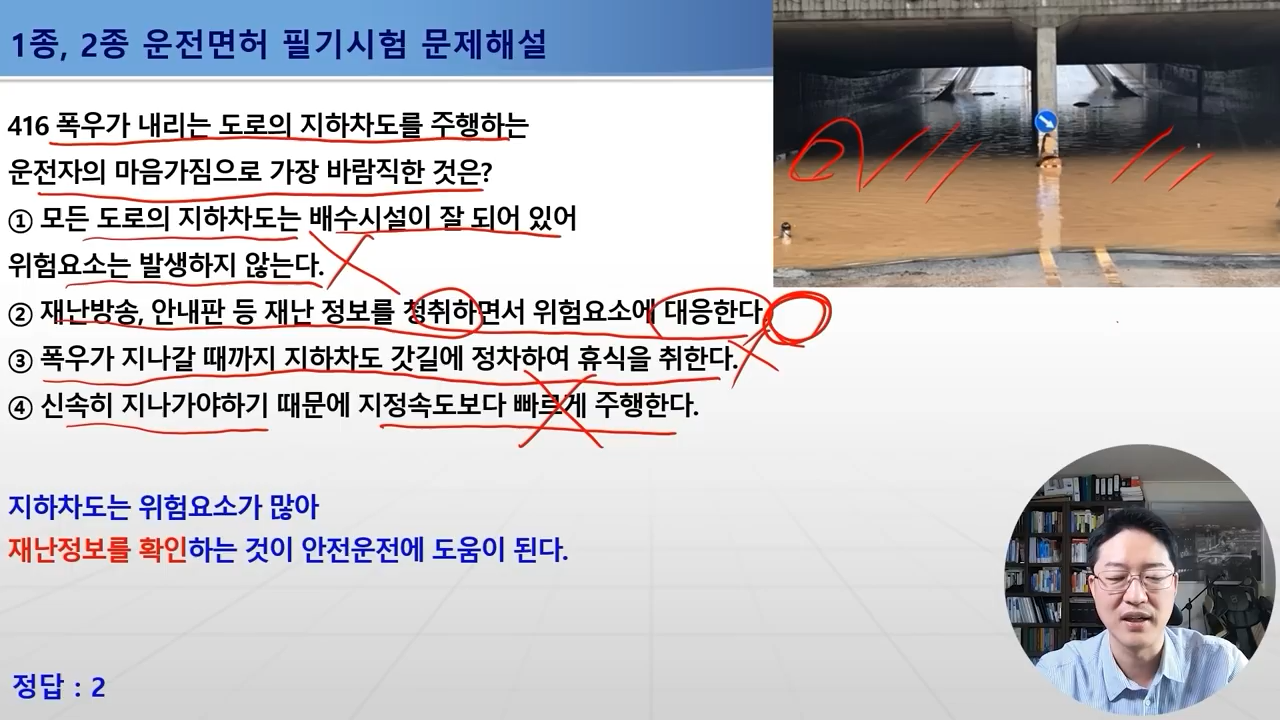 1종, 2종 운전면허 필기시험 문제해설
416 폭우가 내리는 도로의 지하차도를 주행하는
운전자의 마음가짐으로 가장 바람직한 것은?
① 모든 도로의 지하차도는 배수시설이 잘 되어 있어
위험요소는 발생하지 않는다.
② 재난방송, 안내판 등 재난 정보를 청취하면서 위험요소에 대응한다.
③ 폭우가 지나갈 때까지 지하차도 갓길에 정차하여 휴식을 취한다.
④ 신속히 지나가야하기 때문에 지정속도보다 빠르게 주행한다.
지하차도는 위험요소가 많아
재난정보를 확인하는 것이 안전운전에 도움이 된다.
정답 : 2